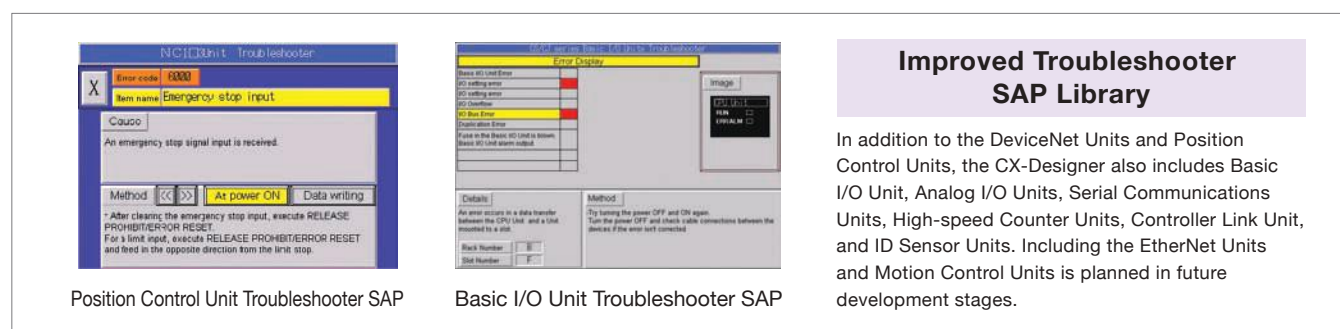 Unit Troubleshooter
X
Error code 6000
Item name Emergency stop input
Cause
An emergency stop signal input is received.
Method << >> At power ON Data writing
* After clearing the emergency stop input, execute RELEASE
PROHIBIT/ERROR RESET.
For a limit input, execute RELEASE PROHIBIT/ERROR RESET
and feed in the opposite direction from the limit stop.
Position Control Unit Troubleshooter SAP
CS/CJ series Basic I/O Units Troubleshooter
Error Display
Basic I/O Unit Error
I/O setting error
I/O setting error
I/O Overflow
I/O Bus Error
Duplication Error
Fuse in the Basic I/O Unit is blown.
Basic I/O Unit alarm output
Image
CPU Unit
RUN
ERR/ALM
Details
An error occurs in a data transfer
between the CPU Unit and a Unit
mounted to a slot.
Rack Number
Slot Number F
Method
Try turning the power OFF and ON again.
Turn the power OFF and check cable connections between the
devices if the error isn't corrected.
Basic I/O Unit Troubleshooter SAP
Improved Troubleshooter
SAP Library
In addition to the DeviceNet Units and Position
Control Units, the CX-Designer also includes Basic
I/O Unit, Analog I/O Units, Serial Communications
Units, High-speed Counter Units, Controller Link Unit,
and ID Sensor Units. Including the EtherNet Units
and Motion Control Units is planned in future
development stages.